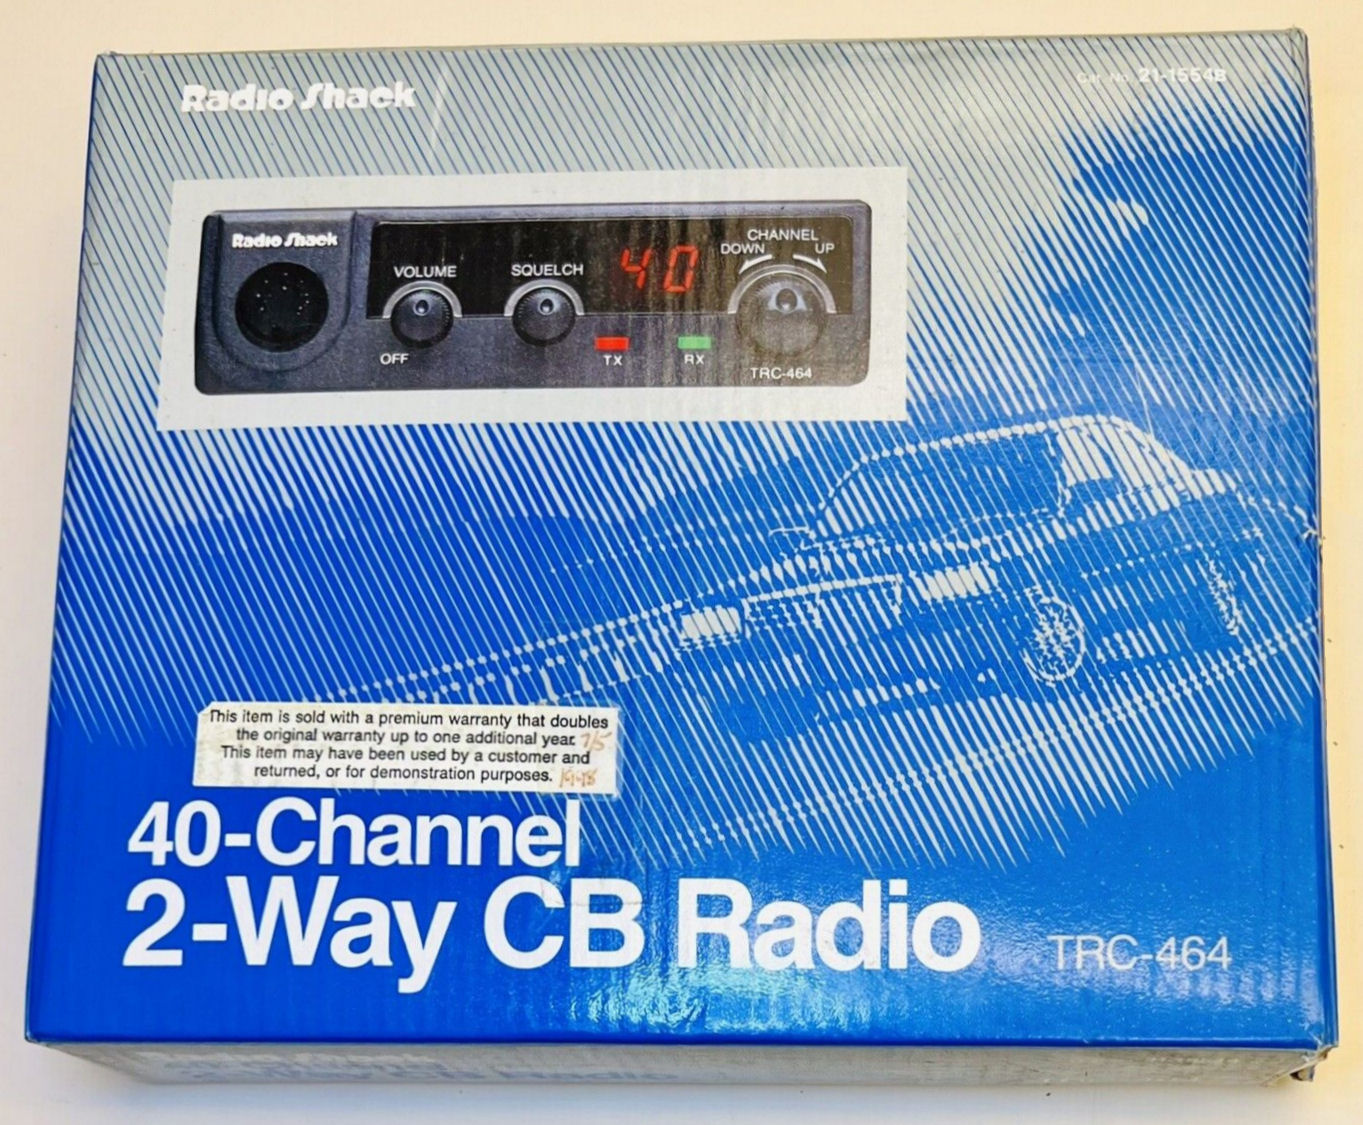 Radio Shack
Cat. No. 21-1554B
Radio Shack
VOLUME
SQUELCH
40
CHANNEL
DOWN
UP
OFF
TX
RX
TRC-464
This item is sold with a premium warranty that doubles
the original warranty up to one additional year. 7/5
This item may have been used by a customer and
returned, or for demonstration purposes.
40-Channel
2-Way CB Radio
TRC-464